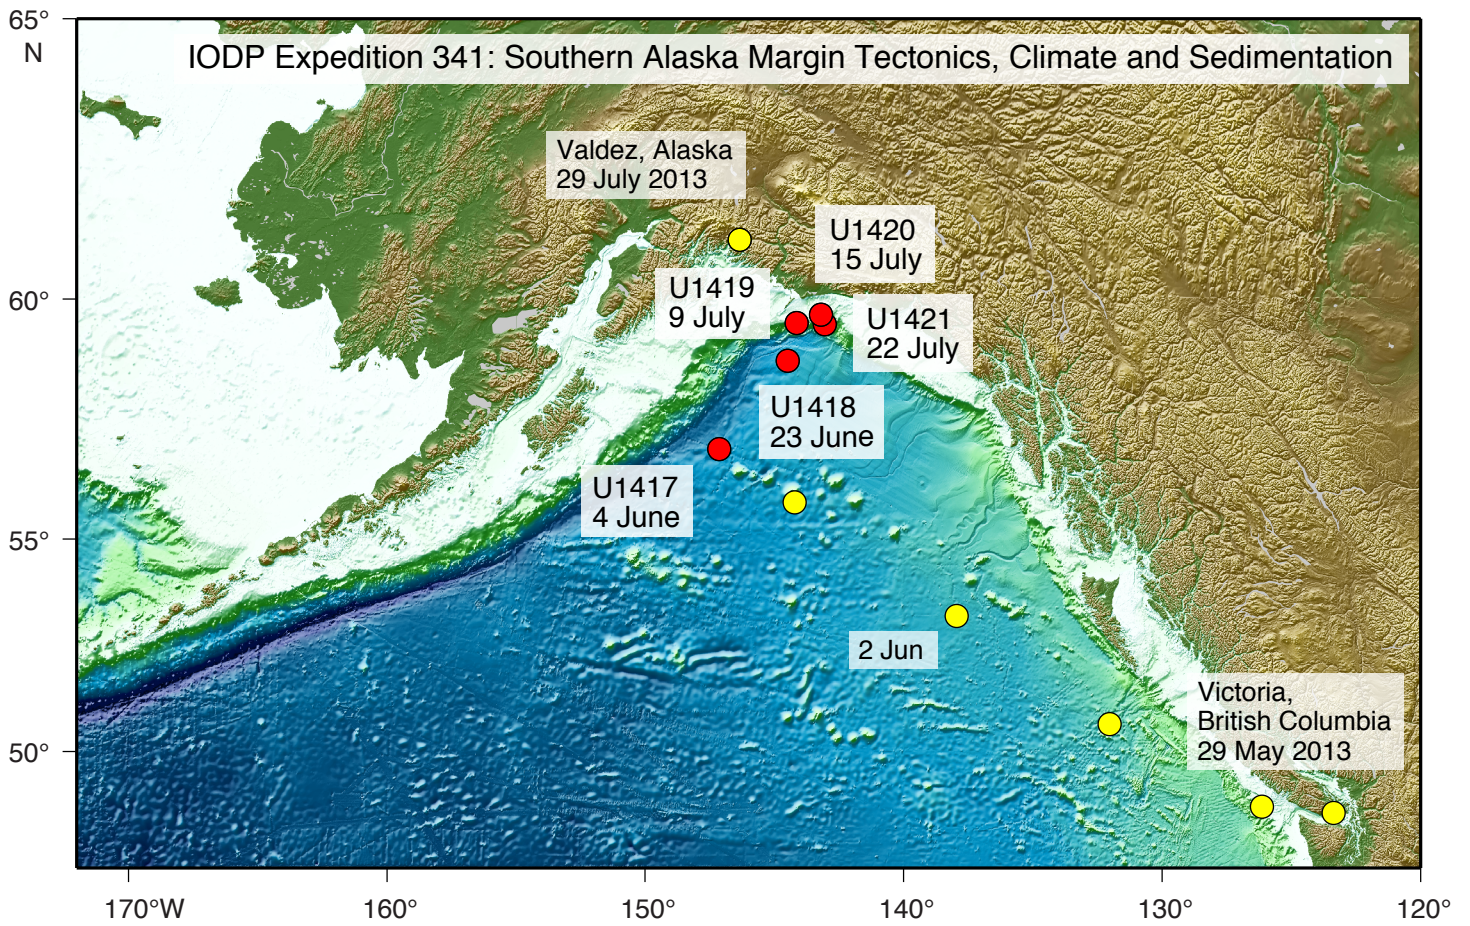 65°
N
IODP Expedition 341: Southern Alaska Margin Tectonics, Climate and Sedimentation
Valdez, Alaska
29 July 2013
U1420
15 July
U1419
9 July
60°
U1421
22 July
U1418
23 June
U1417
4 June
55°
2 Jun
Victoria,
British Columbia
29 May 2013
50°
170°W
160°
150°
140°
130°
120°